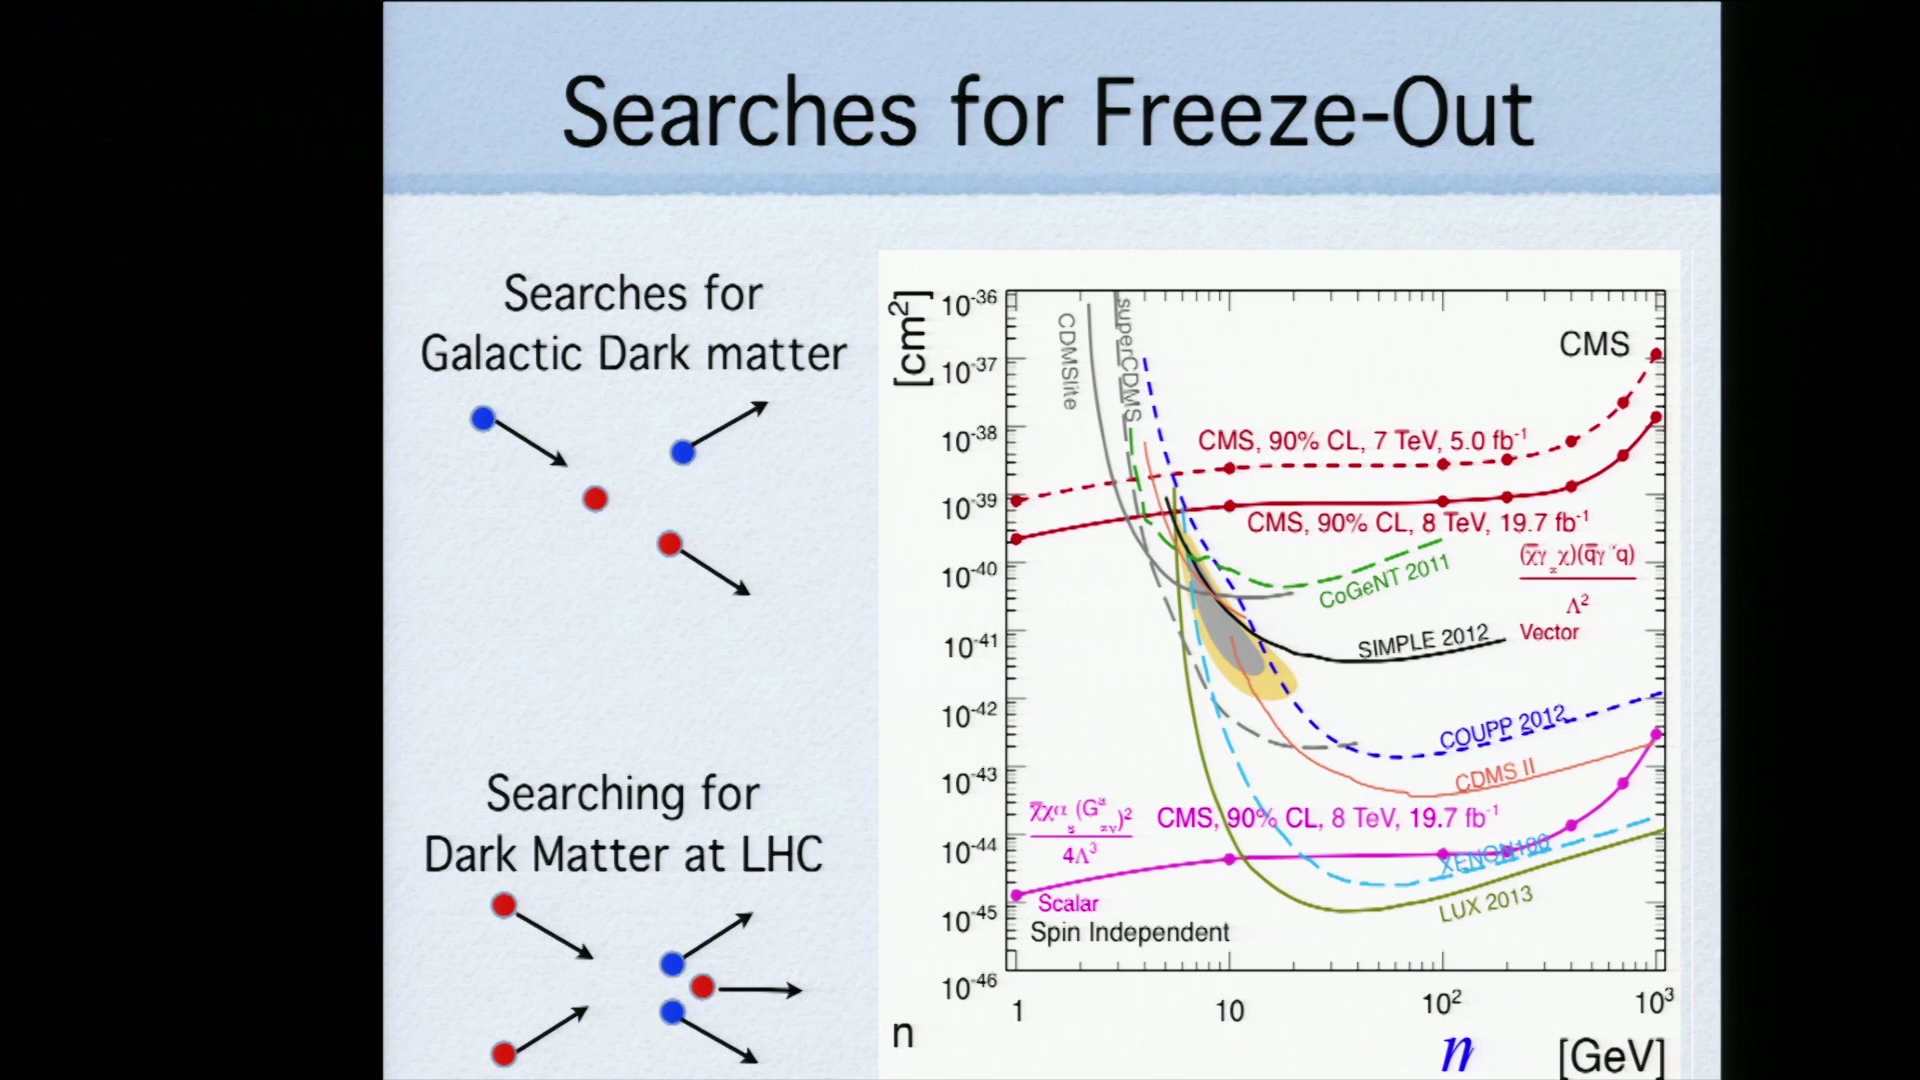 Searches for Freeze-Out
Searches for
Galactic Dark matter
Searching for
Dark Matter at LHC
[cm²]
10⁻³⁶
10⁻³⁷
10⁻³⁸
10⁻³⁹
10⁻⁴⁰
10⁻⁴¹
10⁻⁴²
10⁻⁴³
10⁻⁴⁴
10⁻⁴⁵
10⁻⁴⁶
CDMSlite
superCDMS
CMS
CMS, 90% CL, 7 TeV, 5.0 fb⁻¹
CMS, 90% CL, 8 TeV, 19.7 fb⁻¹
Λ²
Vector
CoGeNT 2011
SIMPLE 2012
COUPP 2012
CDMS II
CMS, 90% CL, 8 TeV, 19.7 fb⁻¹
4Λ³
XENON100
LUX 2013
Scalar
Spin Independent
1
10
10²
10³
n
n
[GeV]